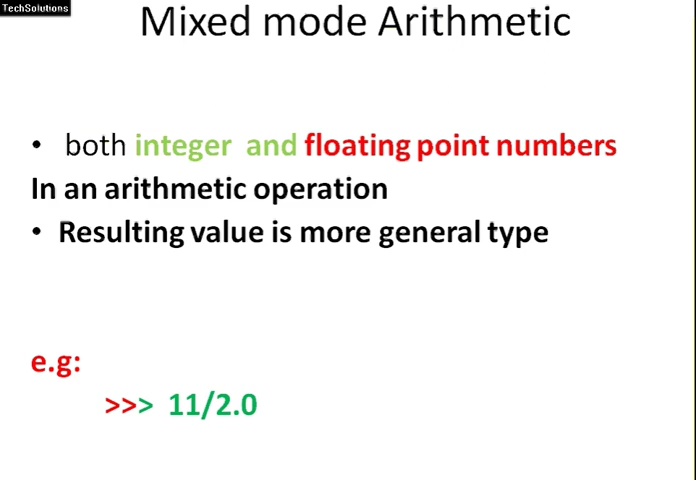 TechSolutions
Mixed mode Arithmetic
• both integer and floating point numbers
In an arithmetic operation
• Resulting value is more general type
e.g:
>>> 11/2.0